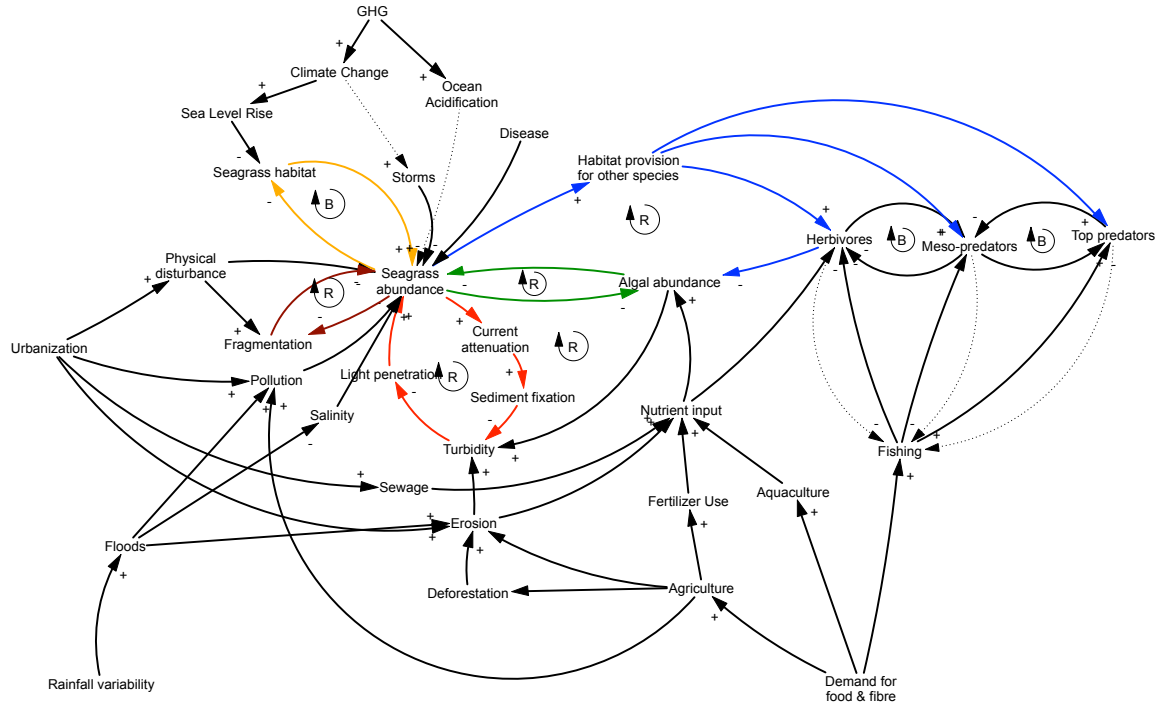 GHG
Climate Change
Ocean
Acidification
Sea Level Rise
Disease
Seagrass habitat
Storms
Habitat provision
for other species
B
R
Herbivores
B
Meso-predators
B
Top predators
Physical
disturbance
Seagrass
abundance
R
R
Algal abundance
Urbanization
Fragmentation
Current
attenuation
R
Pollution
Light penetration
R
Sediment fixation
Salinity
Nutrient input
Turbidity
Fishing
Sewage
Fertilizer Use
Aquaculture
Floods
Erosion
Deforestation
Agriculture
Rainfall variability
Demand for
food & fibre